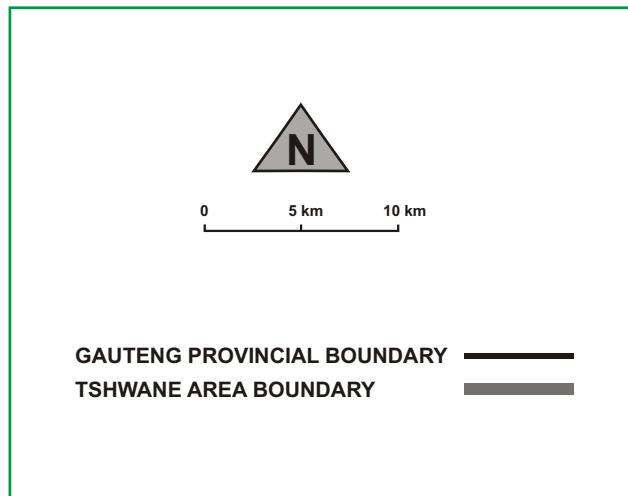 N
0 5 km 10 km
GAUTENG PROVINCIAL BOUNDARY
TSHWANE AREA BOUNDARY